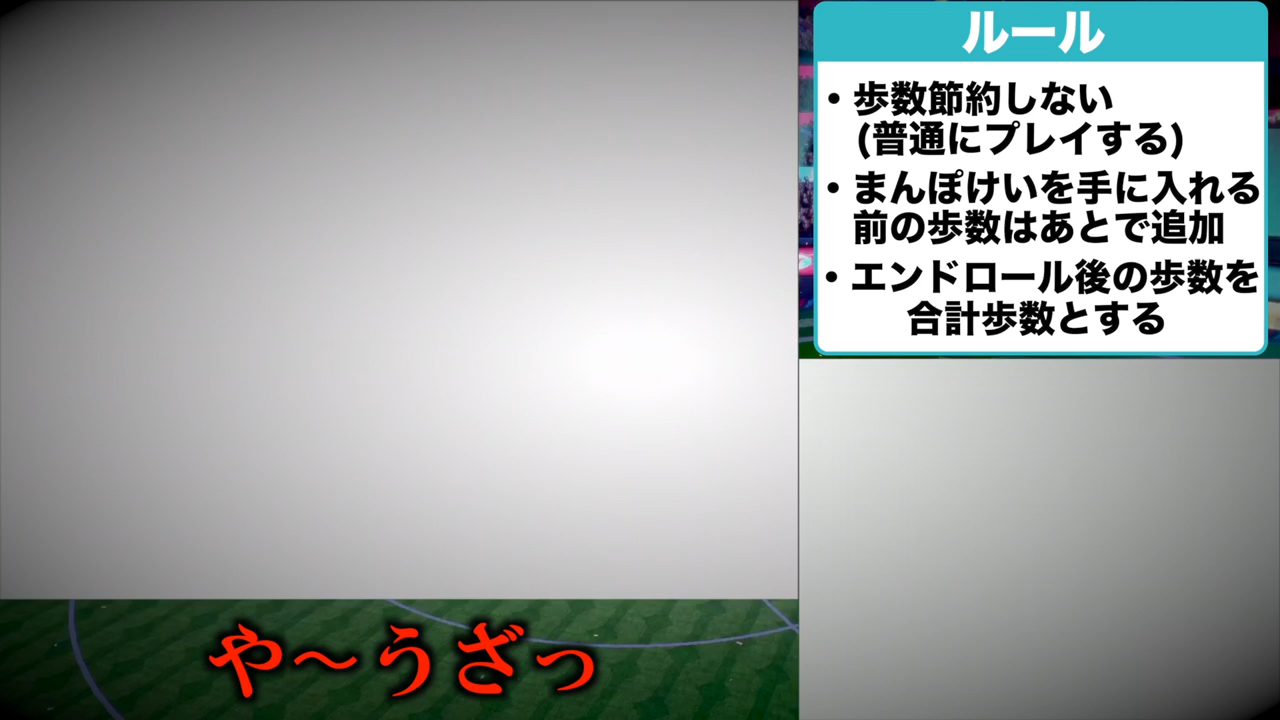 ルール
・歩数節約しない
(普通にプレイする)
・まんぽけいを手に入れる
前の歩数はあとで追加
・エンドロール後の歩数を
合計歩数とする
や～うざっ